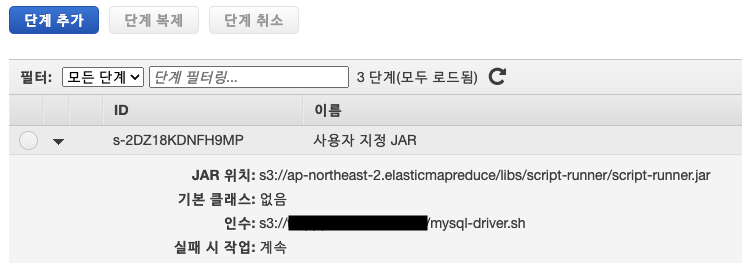 단계 추가 단계 복제 단계 취소
필터: 모든 단계 단계 필터링... 3 단계(모두 로드됨)
ID 이름
s-2DZ18KDNFH9MP 사용자 지정 JAR
JAR 위치: s3://ap-northeast-2.elasticmapreduce/libs/script-runner/script-runner.jar
기본 클래스: 없음
인수: s3:// /mysql-driver.sh
실패 시 작업: 계속